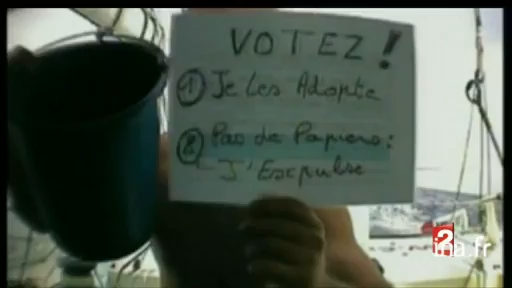 VOTEZ !
1 Je Les Adopte
2 Pas de Papiers :
J'Expulse
2
ina.fr